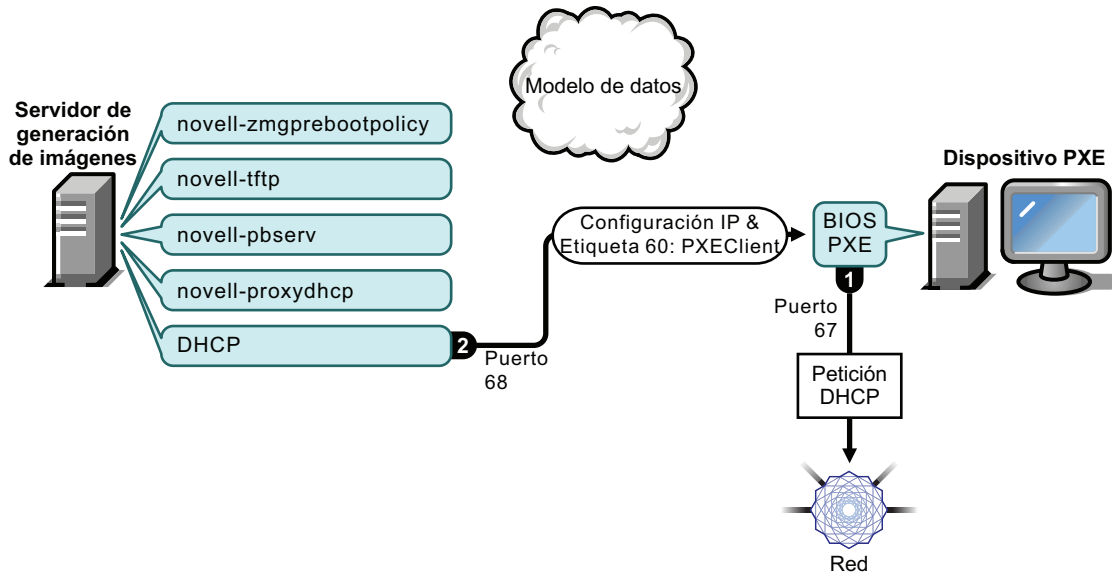 Modelo de datos
Servidor de
generación
de imágenes
novell-zmgprebootpolicy
novell-tftp
novell-pbserv
novell-proxydhcp
DHCP
2
Puerto
68
Configuración IP &
Etiqueta 60: PXEClient
BIOS
PXE
Dispositivo PXE
1
Puerto
67
Petición
DHCP
Red